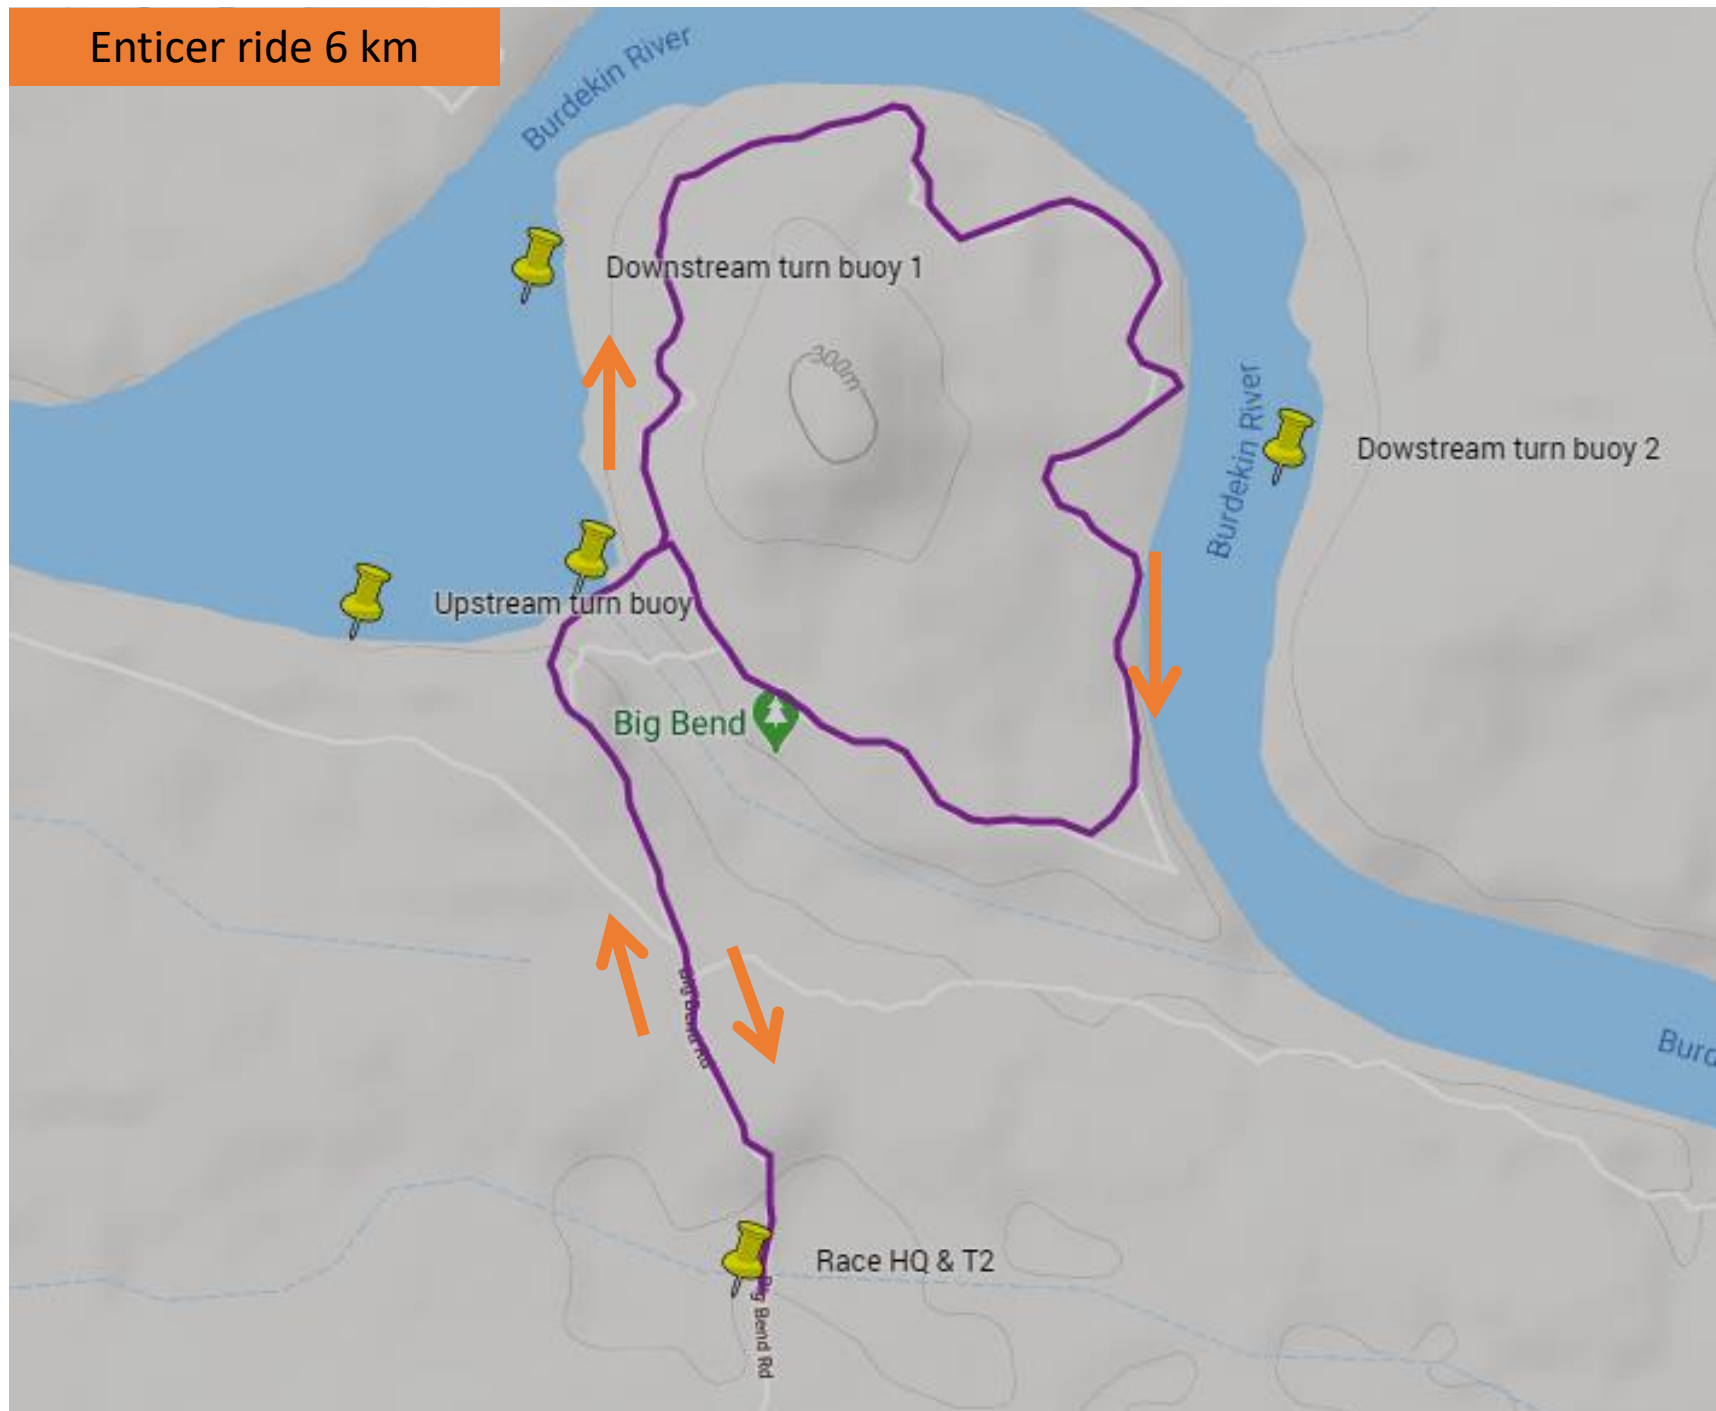 Enticer ride 6 km
Burdekin River
Downstream turn buoy 1
300m
Burdekin River
Dowstream turn buoy 2
Upstream turn buoy
Big Bend
Big Bend Rd
Burd
Race HQ & T2
Big Bend Rd